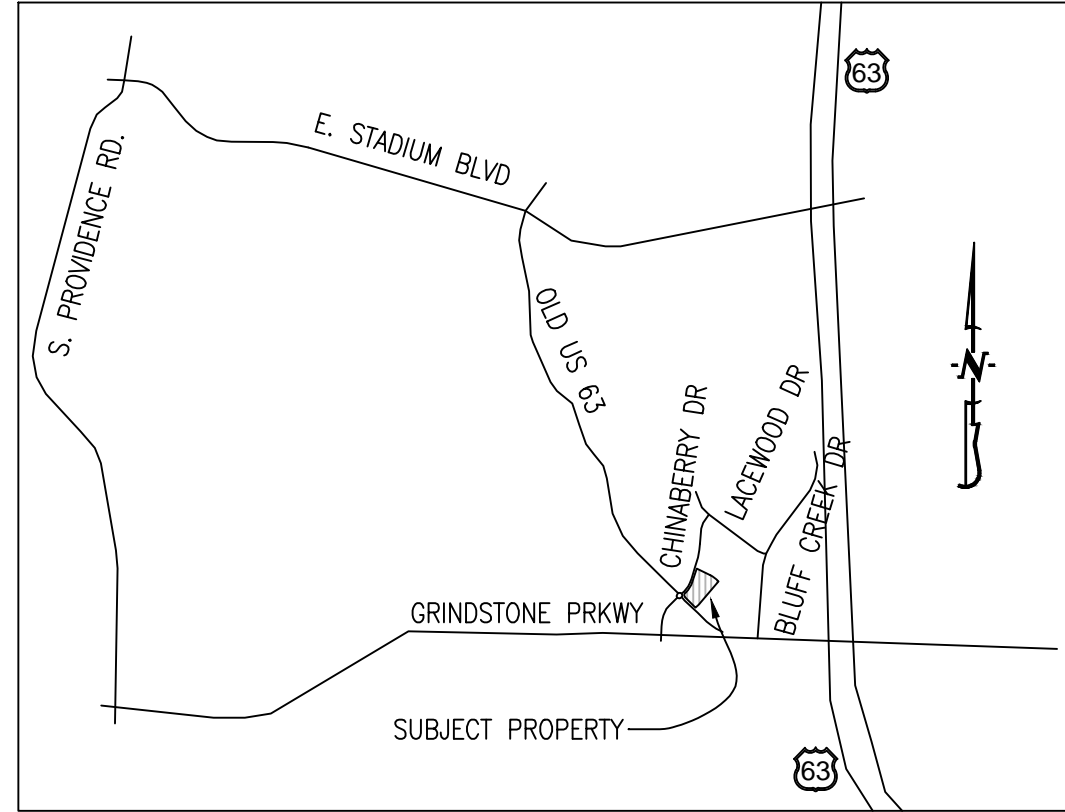 63
E. STADIUM BLVD
S. PROVIDENCE RD.
OLD US 63
N
CHINABERRY DR
LACEWOOD DR
BLUFF CREEK DR
GRINDSTONE PRKWY
SUBJECT PROPERTY
63